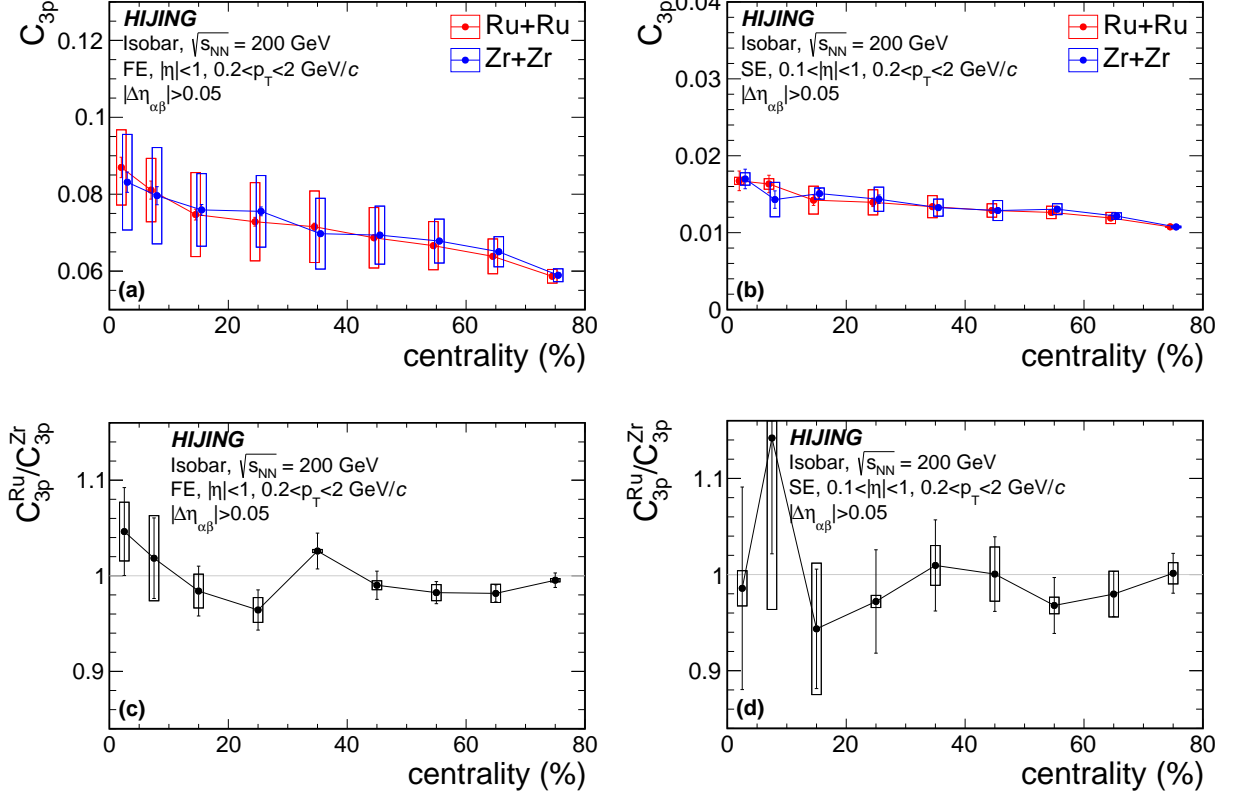 C3p
0.12
0.1
0.08
0.06
HIJING
Isobar, √sNN = 200 GeV
FE, |η|<1, 0.2<pT<2 GeV/c
|Δηαβ|>0.05
Ru+Ru
Zr+Zr
(a)
0 20 40 60 80
centrality (%)
C3p
0.04
0.02
0.01
0
HIJING
Isobar, √sNN = 200 GeV
SE, 0.1<|η|<1, 0.2<pT<2 GeV/c
|Δηαβ|>0.05
Ru+Ru
Zr+Zr
(b)
0 20 40 60 80
centrality (%)
C3pRu/C3pZr
1.1
1
0.9
HIJING
Isobar, √sNN = 200 GeV
FE, |η|<1, 0.2<pT<2 GeV/c
|Δηαβ|>0.05
(c)
0 20 40 60 80
centrality (%)
C3pRu/C3pZr
1.1
1
0.9
HIJING
Isobar, √sNN = 200 GeV
SE, 0.1<|η|<1, 0.2<pT<2 GeV/c
|Δηαβ|>0.05
(d)
0 20 40 60 80
centrality (%)